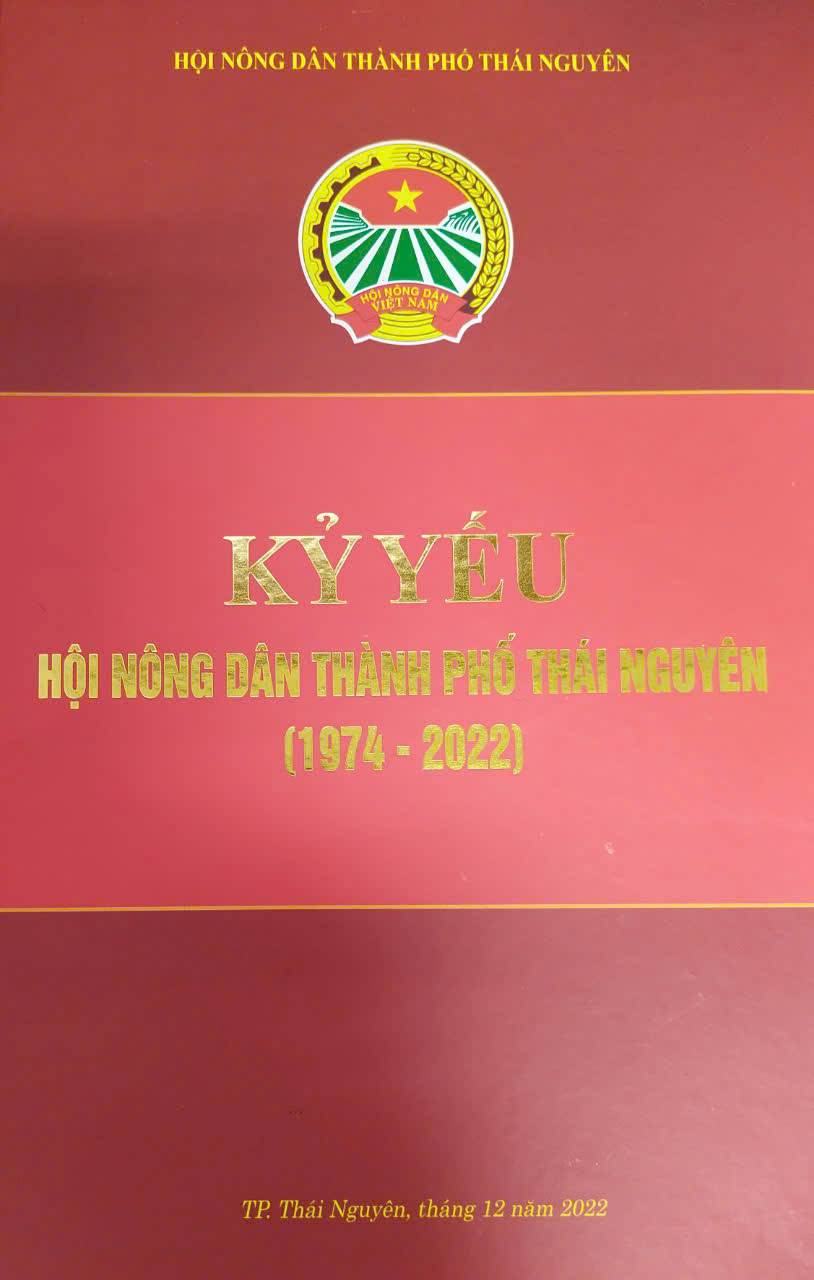 HỘI NÔNG DÂN THÀNH PHỐ THÁI NGUYÊN
HỘI NÔNG DÂN
VIỆT NAM
KỶ YẾU
HỘI NÔNG DÂN THÀNH PHỐ THÁI NGUYÊN
(1974 - 2022)
TP. Thái Nguyên, tháng 12 năm 2022